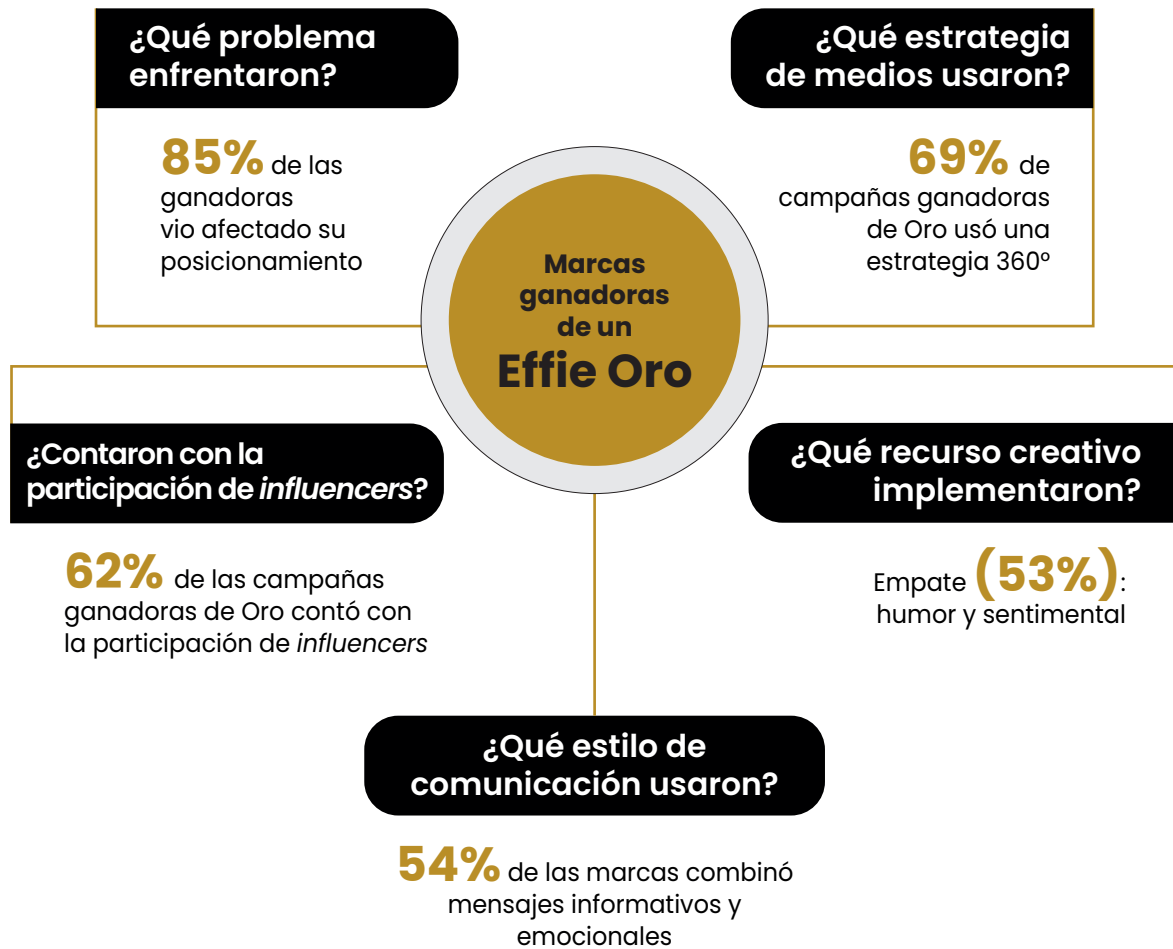 ¿Qué problema
enfrentaron?
85% de las
ganadoras
vio afectado su
posicionamiento
¿Qué estrategia
de medios usaron?
69% de
campañas ganadoras
de Oro usó una
estrategia 360º
Marcas
ganadoras
de un
Effie Oro
¿Contaron con la
participación de influencers?
62% de las campañas
ganadoras de Oro contó con
la participación de influencers
¿Qué recurso creativo
implementaron?
Empate (53%):
humor y sentimental
¿Qué estilo de
comunicación usaron?
54% de las marcas combinó
mensajes informativos y
emocionales